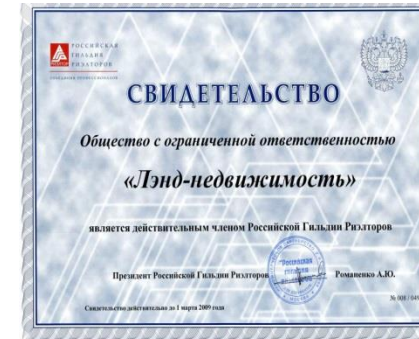 РОССИЙСКАЯ
ГИЛЬДИЯ
РИЭЛТОРОВ
СВИДЕТЕЛЬСТВО
Общество с ограниченной ответственностью
«Лэнд-недвижимость»
является действительным членом Российской Гильдии Риэлторов
Президент Российской Гильдии Риэлторов Романенко А.Ю.
Свидетельство действительно до 1 марта 2009 года